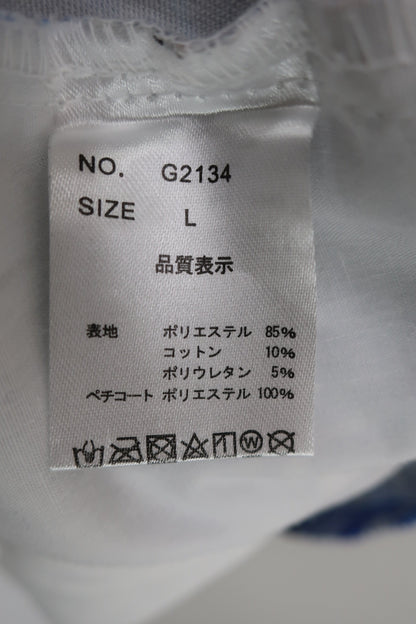 NO. G2134
SIZE L
品質表示
表地 ポリエステル 85%
コットン 10%
ポリウレタン 5%
ペチコート ポリエステル 100%